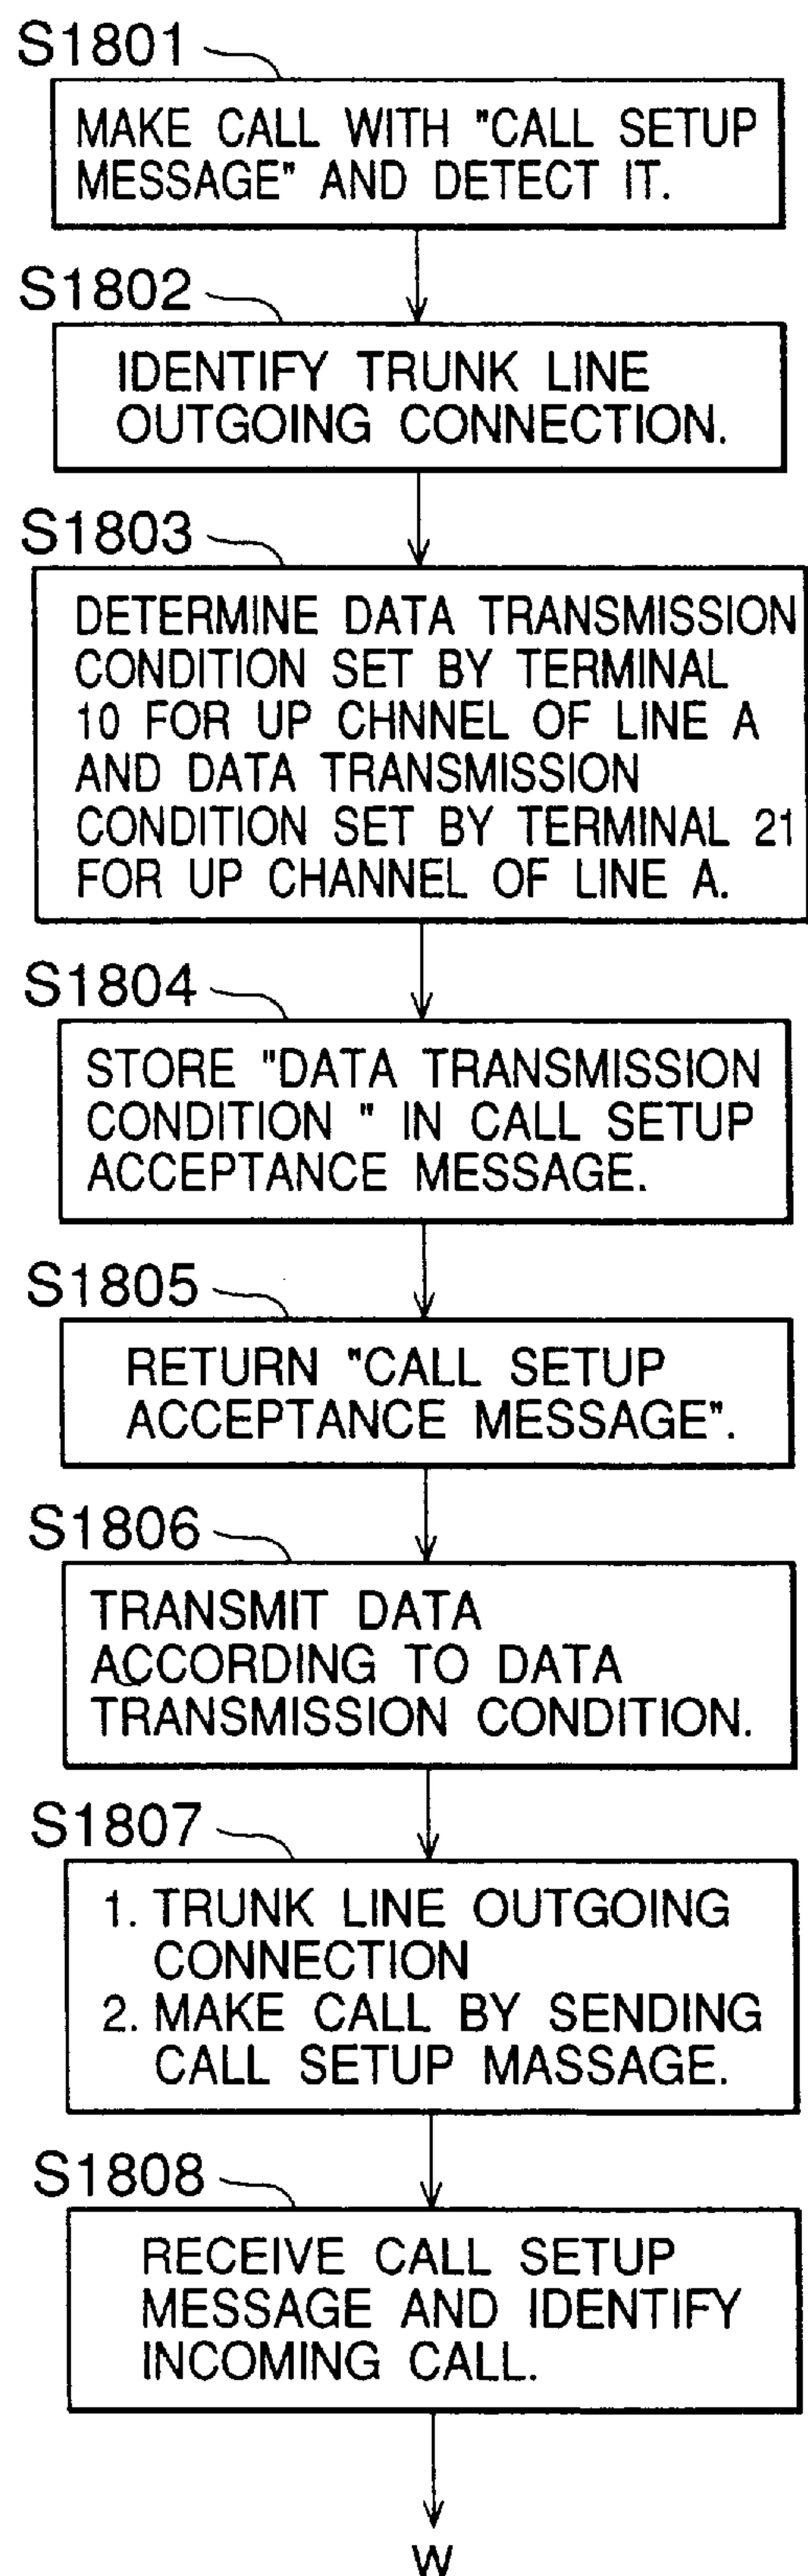 S1801
MAKE CALL WITH "CALL SETUP
MESSAGE" AND DETECT IT.
S1802
IDENTIFY TRUNK LINE
OUTGOING CONNECTION.
S1803
DETERMINE DATA TRANSMISSION
CONDITION SET BY TERMINAL
10 FOR UP CHNNEL OF LINE A
AND DATA TRANSMISSION
CONDITION SET BY TERMINAL 21
FOR UP CHANNEL OF LINE A.
S1804
STORE "DATA TRANSMISSION
CONDITION " IN CALL SETUP
ACCEPTANCE MESSAGE.
S1805
RETURN "CALL SETUP
ACCEPTANCE MESSAGE".
S1806
TRANSMIT DATA
ACCORDING TO DATA
TRANSMISSION CONDITION.
S1807
1. TRUNK LINE OUTGOING
CONNECTION
2. MAKE CALL BY SENDING
CALL SETUP MASSAGE.
S1808
RECEIVE CALL SETUP
MESSAGE AND IDENTIFY
INCOMING CALL.
W